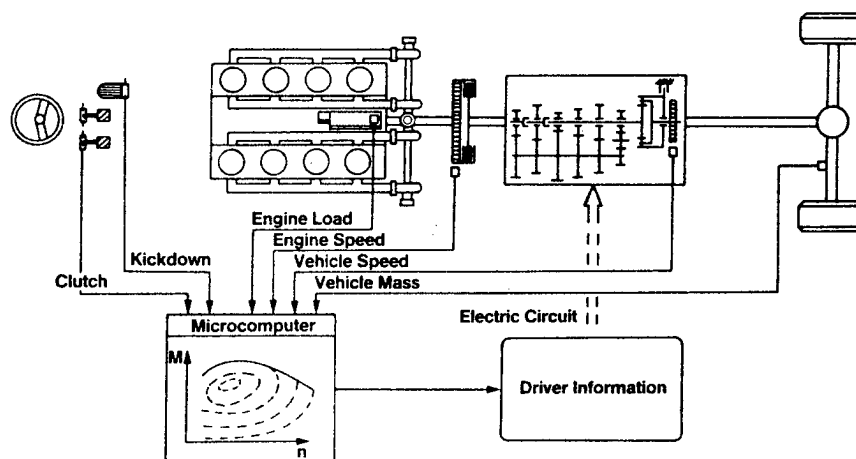 Engine Load
Engine Speed
Kickdown
Vehicle Speed
Clutch
Vehicle Mass
Microcomputer
Electric Circuit
M
n
Driver Information